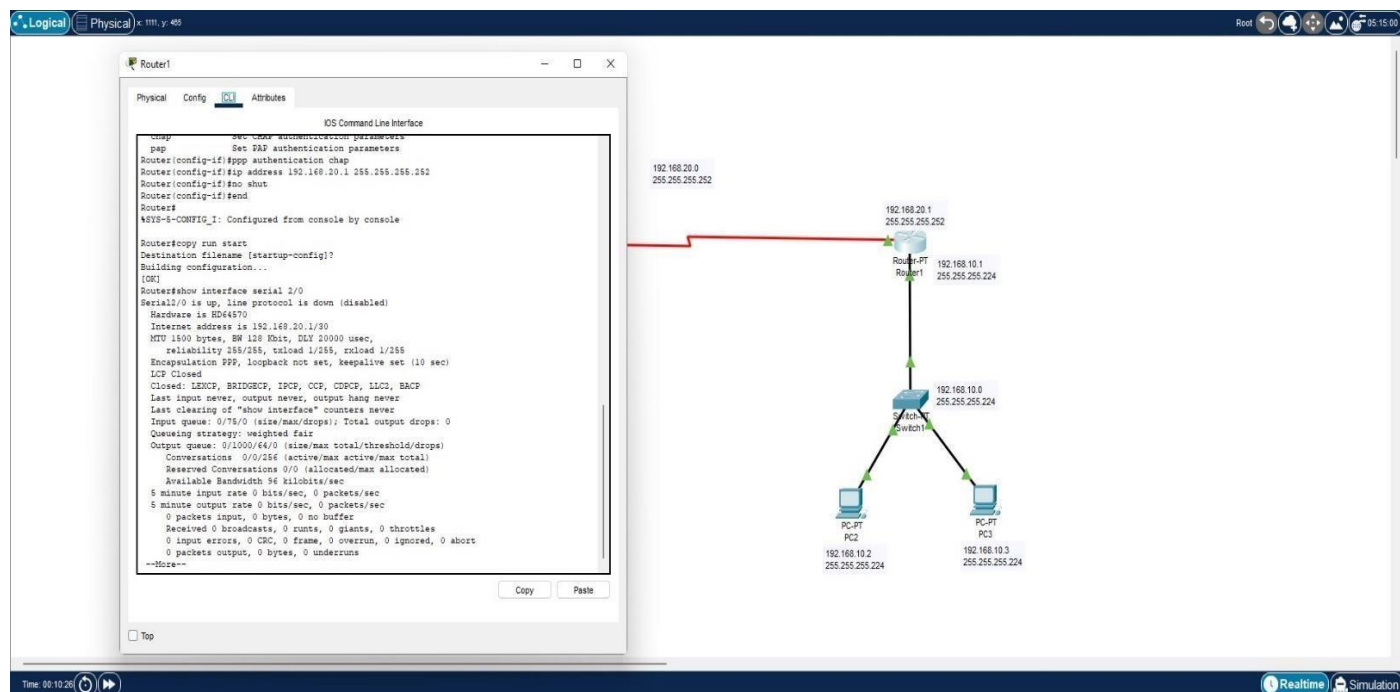 Logical
Physical
x: 1111, y: 485
Root
05:15:00
Router1
Physical
Config
CLI
Attributes
IOS Command Line Interface
chap Set CHAP authentication parameters
pap Set PAP authentication parameters
Router(config-if)#ppp authentication chap
Router(config-if)#ip address 192.168.20.1 255.255.255.252
Router(config-if)#no shut
Router(config-if)#end
Router#
%SYS-5-CONFIG_I: Configured from console by console
Router#copy run start
Destination filename [startup-config]?
Building configuration...
[OK]
Router#show interface serial 2/0
Serial2/0 is up, line protocol is down (disabled)
Hardware is HD64570
Internet address is 192.168.20.1/30
MTU 1500 bytes, BW 128 Kbit, DLY 20000 usec,
reliability 255/255, txload 1/255, rxload 1/255
Encapsulation PPP, loopback not set, keepalive set (10 sec)
LCP Closed
Closed: LEXCP, BRIDGECP, IPCP, CCP, CDPCP, LLC2, BACP
Last input never, output never, output hang never
Last clearing of "show interface" counters never
Input queue: 0/75/0 (size/max/drops); Total output drops: 0
Queueing strategy: weighted fair
Output queue: 0/1000/64/0 (size/max total/threshold/drops)
Conversations 0/0/256 (active/max active/max total)
Reserved Conversations 0/0 (allocated/max allocated)
Available Bandwidth 96 kilobits/sec
5 minute input rate 0 bits/sec, 0 packets/sec
5 minute output rate 0 bits/sec, 0 packets/sec
0 packets input, 0 bytes, 0 no buffer
Received 0 broadcasts, 0 runts, 0 giants, 0 throttles
0 input errors, 0 CRC, 0 frame, 0 overrun, 0 ignored, 0 abort
0 packets output, 0 bytes, 0 underruns
--More--
Copy
Paste
Top
192.168.20.0
255.255.255.252
192.168.20.1
255.255.255.252
Router-PT
Router1
192.168.10.1
255.255.255.224
192.168.10.0
255.255.255.224
Switch-PT
Switch1
PC-PT
PC2
192.168.10.2
255.255.255.224
PC-PT
PC3
192.168.10.3
255.255.255.224
Time: 00:10:26
Realtime
Simulation